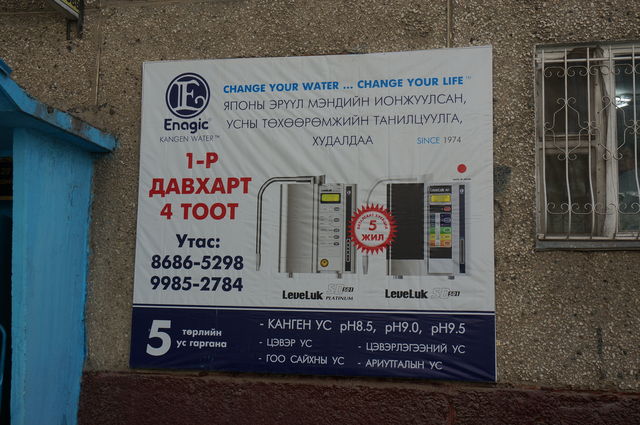 CHANGE YOUR WATER ... CHANGE YOUR LIFE™
E
Enagic®
KANGEN WATER™
ЯПОНЫ ЭРҮҮЛ МЭНДИЙН ИОНЖУУЛСАН,
УСНЫ ТӨХӨӨРӨМЖИЙН ТАНИЛЦУУЛГА,
ХУДАЛДАА
SINCE 1974
1-Р
ДАВХАРТ
4 ТООТ
Утас:
8686-5298
9985-2784
5
ЖИЛ
LeveLuk SD501
PLATINUM
LeveLuk SD501
5 төрлийн
ус гаргана
- КАНГЕН УС pH8.5, pH9.0, pH9.5
- ЦЭВЭР УС - ЦЭВЭРЛЭГЭЭНИЙ УС
- ГОО САЙХНЫ УС - АРИУТГАЛЫН УС